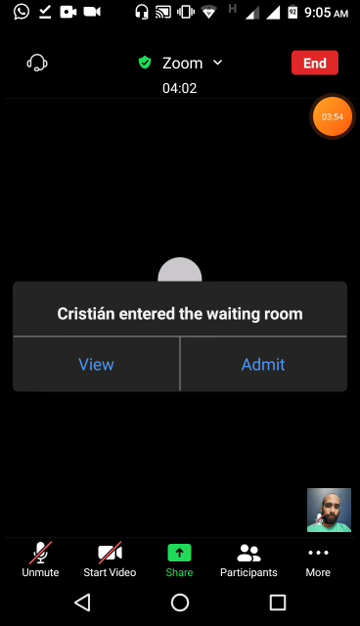 H 92 9:05 AM
Zoom
End
04:02
03:54
Cristián entered the waiting room
View
Admit
Unmute
Start Video
Share
Participants
More